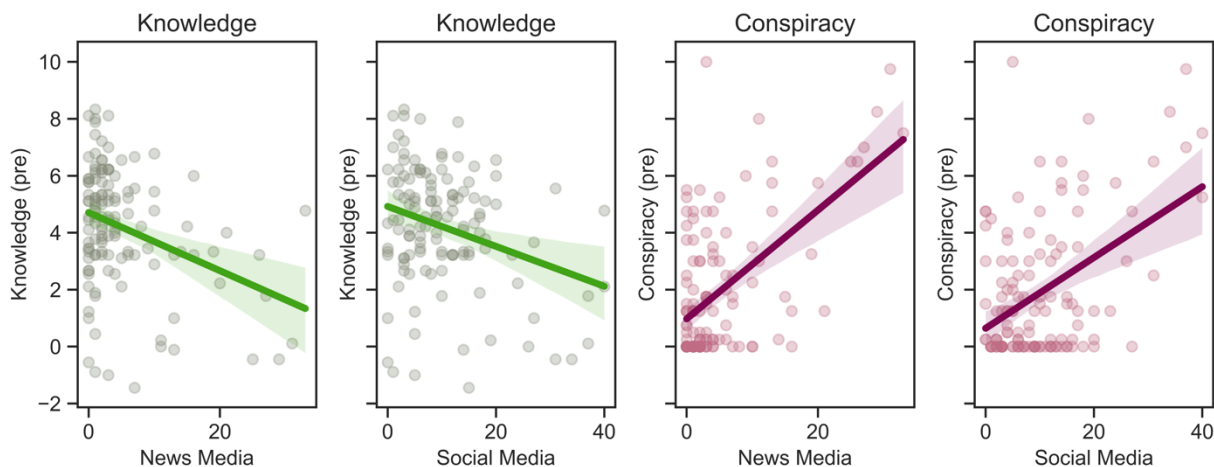 Knowledge
Knowledge
Conspiracy
Conspiracy
10
8
6
4
2
0
−2
Knowledge (pre)
Knowledge (pre)
Conspiracy (pre)
Conspiracy (pre)
0 20
0 20 40
0 20
0 20 40
News Media
Social Media
News Media
Social Media